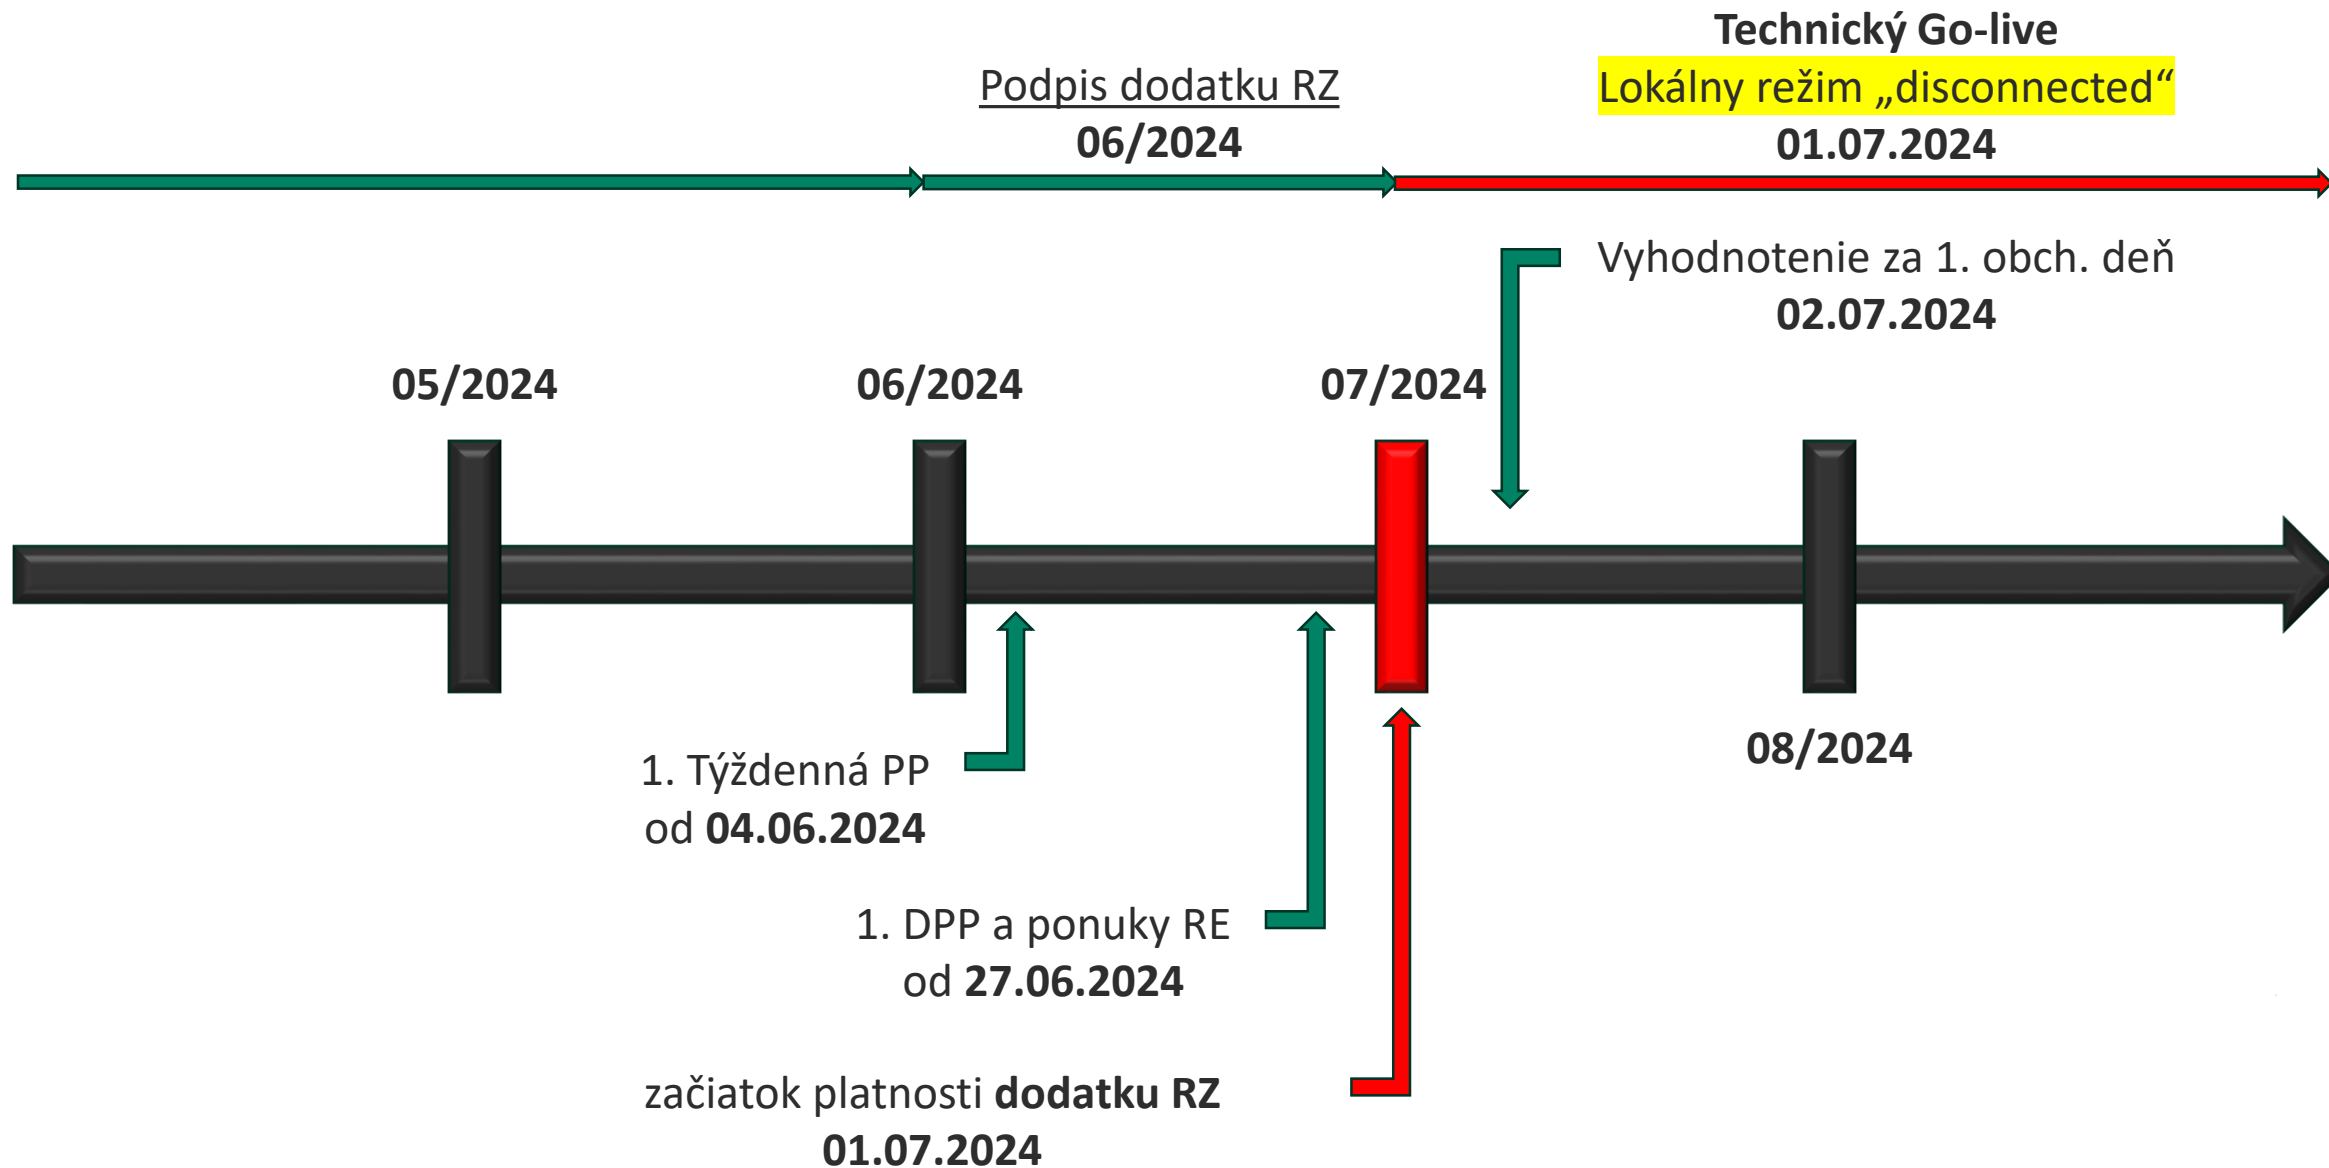 Technický Go-live
Lokálny režim „disconnected“
01.07.2024
Podpis dodatku RZ
06/2024
Vyhodnotenie za 1. obch. deň
02.07.2024
05/2024
06/2024
07/2024
08/2024
1. Týždenná PP
od 04.06.2024
1. DPP a ponuky RE
od 27.06.2024
začiatok platnosti dodatku RZ
01.07.2024